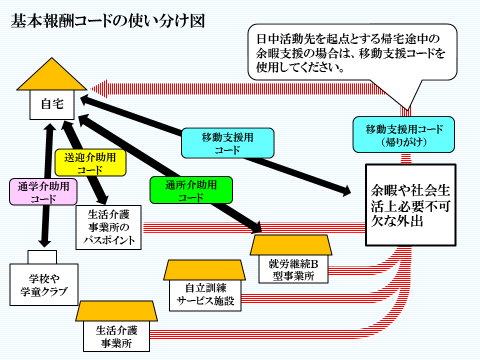 基本報酬コードの使い分け図
日中活動先を起点とする帰宅途中の
余暇支援の場合は、移動支援コードを
使用してください。
自宅
移動支援用
コード
移動支援用コード
（帰りがけ）
送迎介助用
コード
通学介助用
コード
通所介助用
コード
余暇や社会生
活上必要不可
欠な外出
生活介護
事業所の
バスポイント
就労継続B
型事業所
学校や
学童クラブ
自立訓練
サービス施設
生活介護
事業所